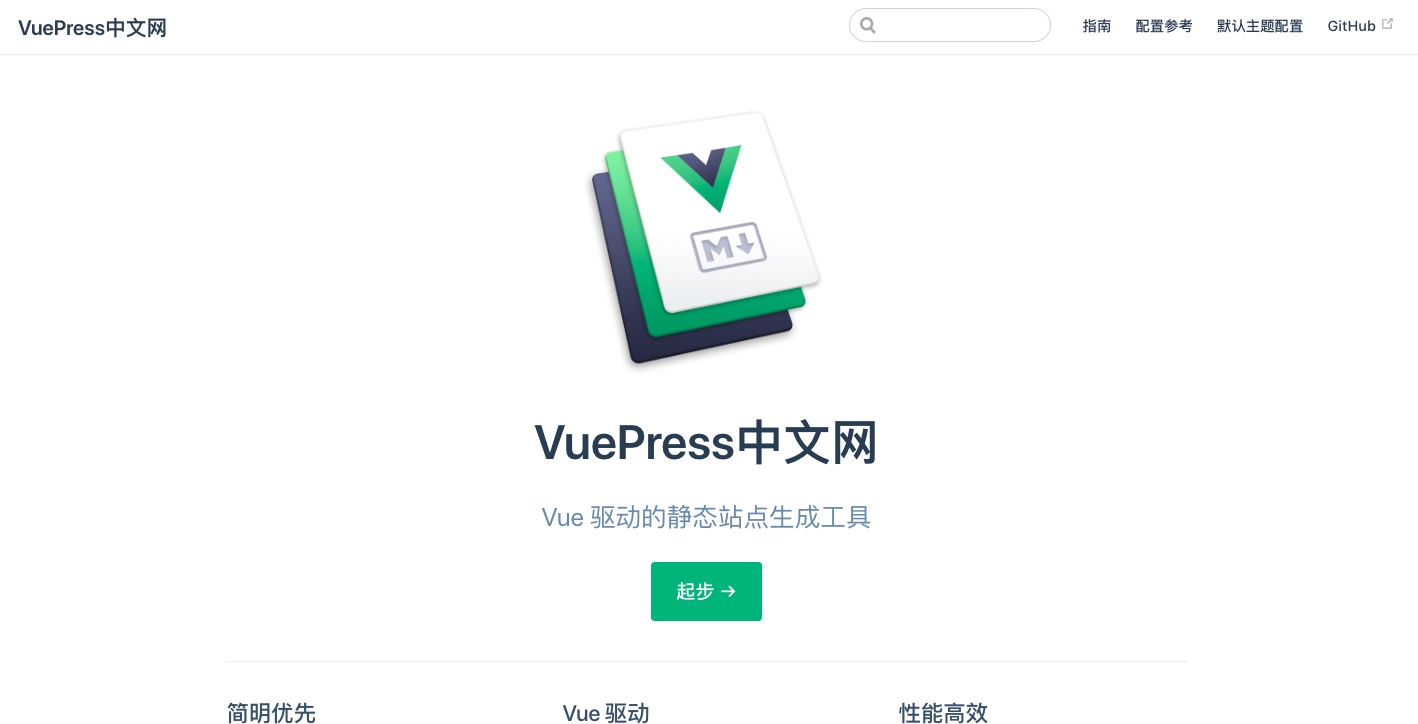 VuePress中文网
指南 配置参考 默认主题配置 GitHub
M
VuePress中文网
Vue 驱动的静态站点生成工具
起步 →
简明优先 Vue 驱动 性能高效